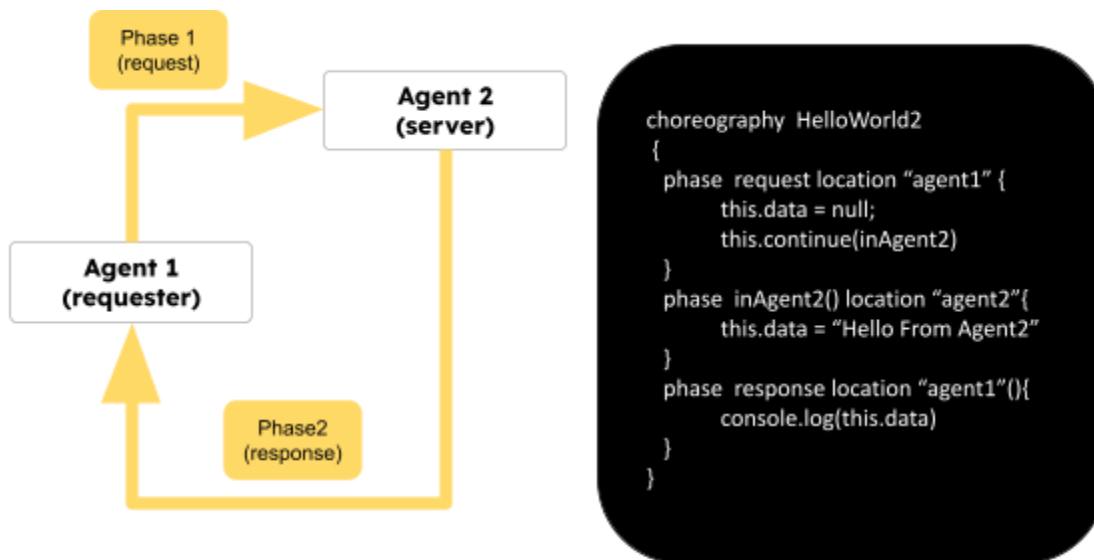 Phase 1
(request)
Agent 2
(server)
Agent 1
(requester)
Phase2
(response)
choreography  HelloWorld2
{
phase  request location “agent1” {
this.data = null;
this.continue(inAgent2)
}
phase  inAgent2() location “agent2”{
this.data = “Hello From Agent2”
}
phase  response location “agent1”(){
console.log(this.data)
}
}